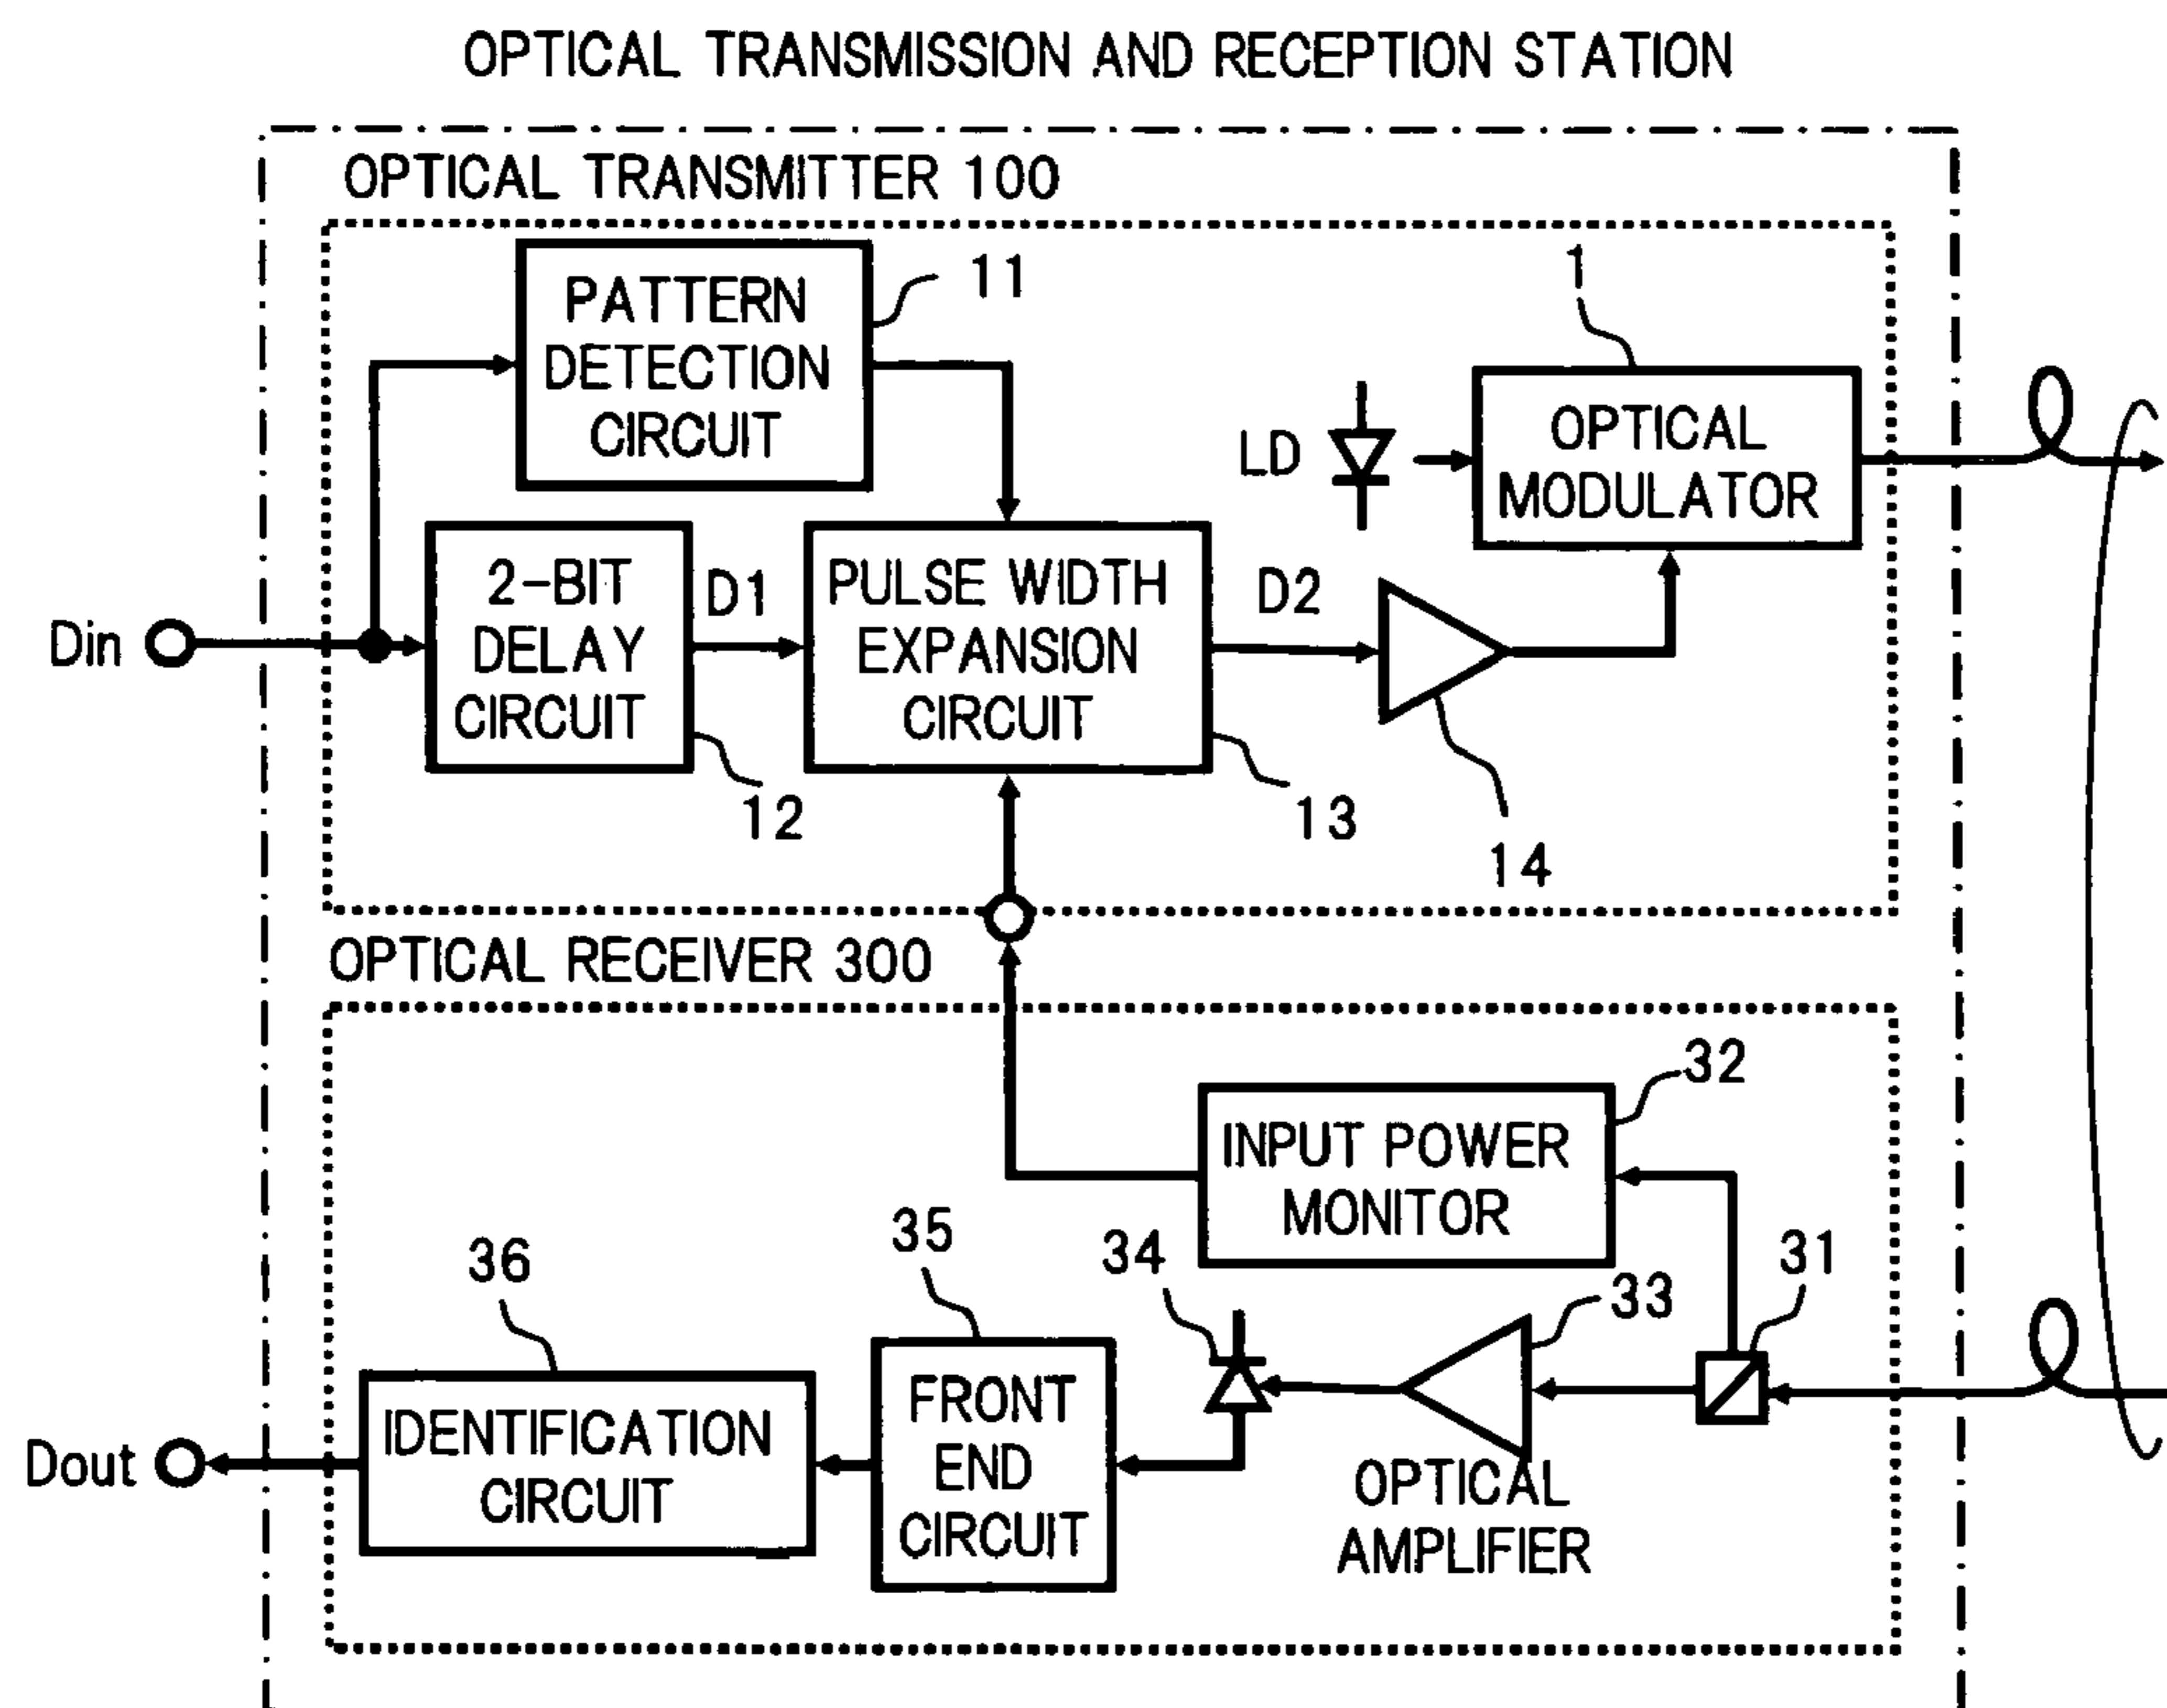 OPTICAL TRANSMISSION AND RECEPTION STATION
OPTICAL TRANSMITTER 100
PATTERN
DETECTION
CIRCUIT
11
1
LD
OPTICAL
MODULATOR
Din
2-BIT
DELAY
CIRCUIT
D1
PULSE WIDTH
EXPANSION
CIRCUIT
D2
12
13
14
OPTICAL RECEIVER 300
32
INPUT POWER
MONITOR
36
35
34
33
31
IDENTIFICATION
CIRCUIT
FRONT
END
CIRCUIT
Dout
OPTICAL
AMPLIFIER